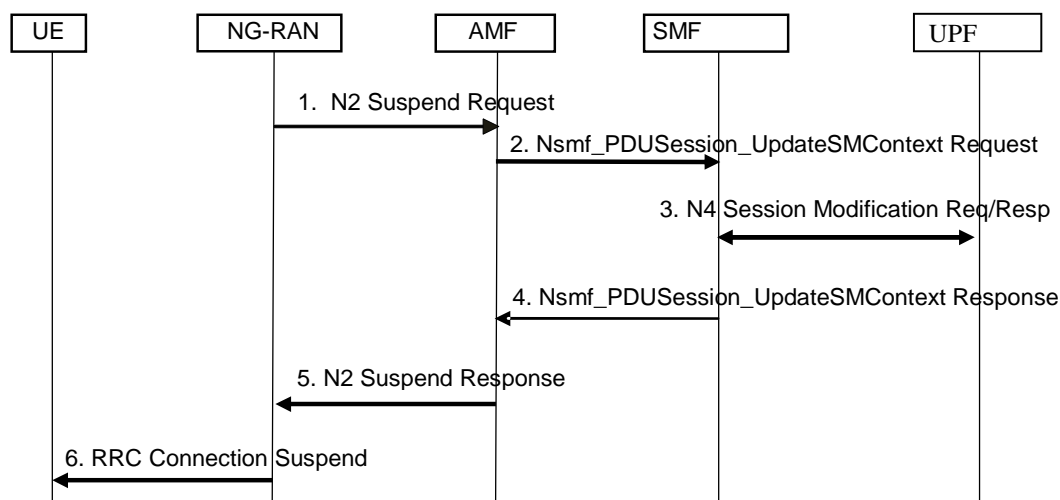 UE
NG-RAN
AMF
SMF
UPF
1. N2 Suspend Request
2. Nsmf_PDUSession_UpdateSMContext Request
3. N4 Session Modification Req/Resp
4. Nsmf_PDUSession_UpdateSMContext Response
5. N2 Suspend Response
6. RRC Connection Suspend